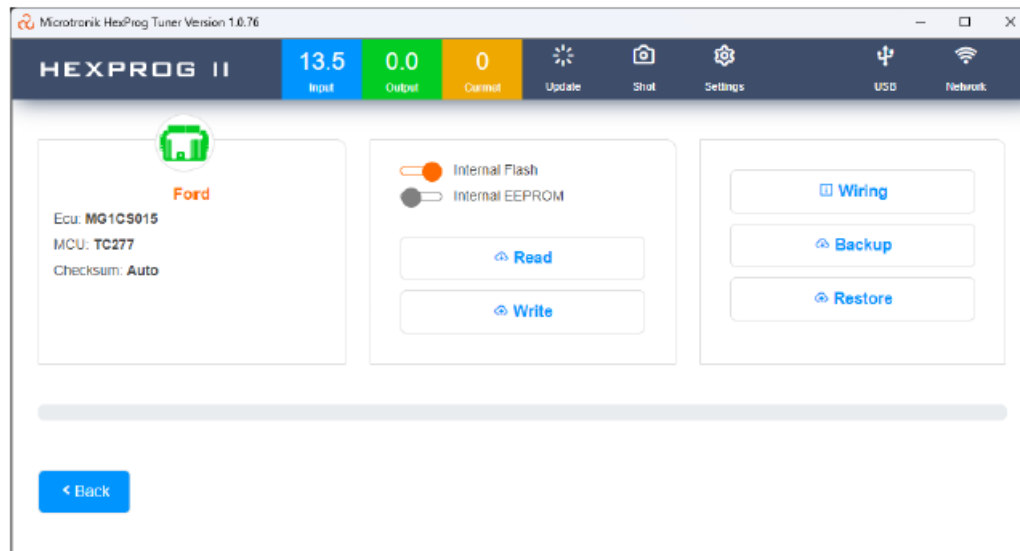 Microtronik HexProg Tuner Version 1.0.76
HEXPROG II
13.5
Input
0.0
Output
0
Current
Update
Shot
Settings
USB
Network
Ford
Ecu: MG1CS015
MCU: TC277
Checksum: Auto
Internal Flash
Internal EEPROM
Read
Write
Wiring
Backup
Restore
Back